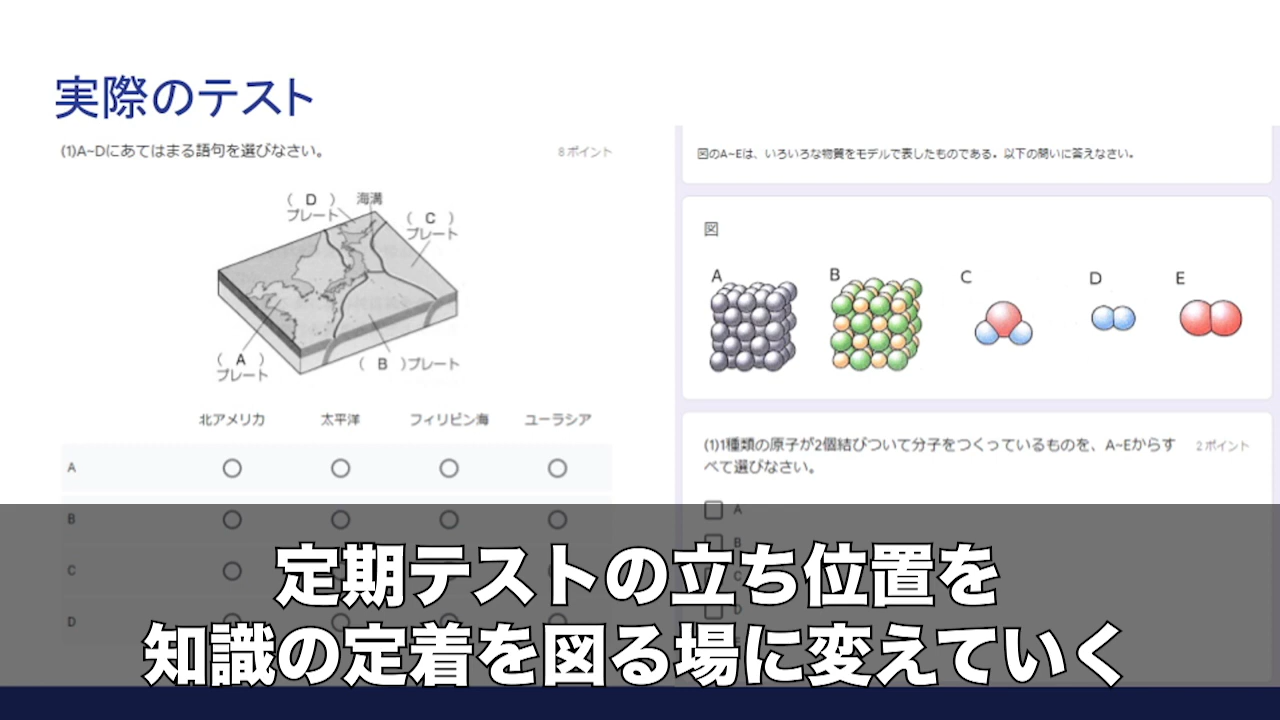 実際のテスト
(1)A~Dにあてはまる語句を選びなさい。
8ポイント
( D )
プレート
海溝
( C )
プレート
( A )
プレート
( B )プレート
北アメリカ
太平洋
フィリピン海
ユーラシア
A
B
C
D
図のA~Eは、いろいろな物質をモデルで表したものである。以下の問いに答えなさい。
図
A
B
C
D
E
(1)1種類の原子が2個結びついて分子をつくっているものを、A~Eからす
べて選びなさい。
2ポイント
A
B
C
D
定期テストの立ち位置を
知識の定着を図る場に変えていく